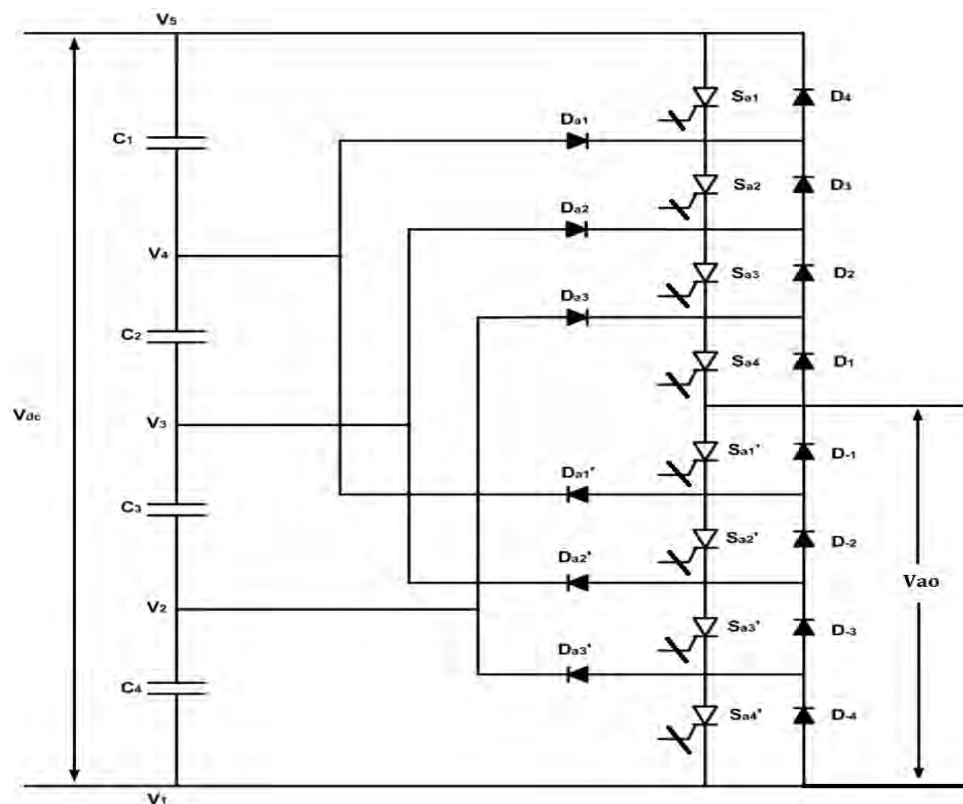 V5
Sa1
D4
Da1
C1
Sa2
D3
Da2
V4
Sa3
D2
Da3
C2
Sa4
D1
Vdc
V3
Sa1'
D-1
Da1'
C3
Sa2'
D-2
Da2'
Vao
V2
Sa3'
D-3
Da3'
C4
Sa4'
D-4
V1